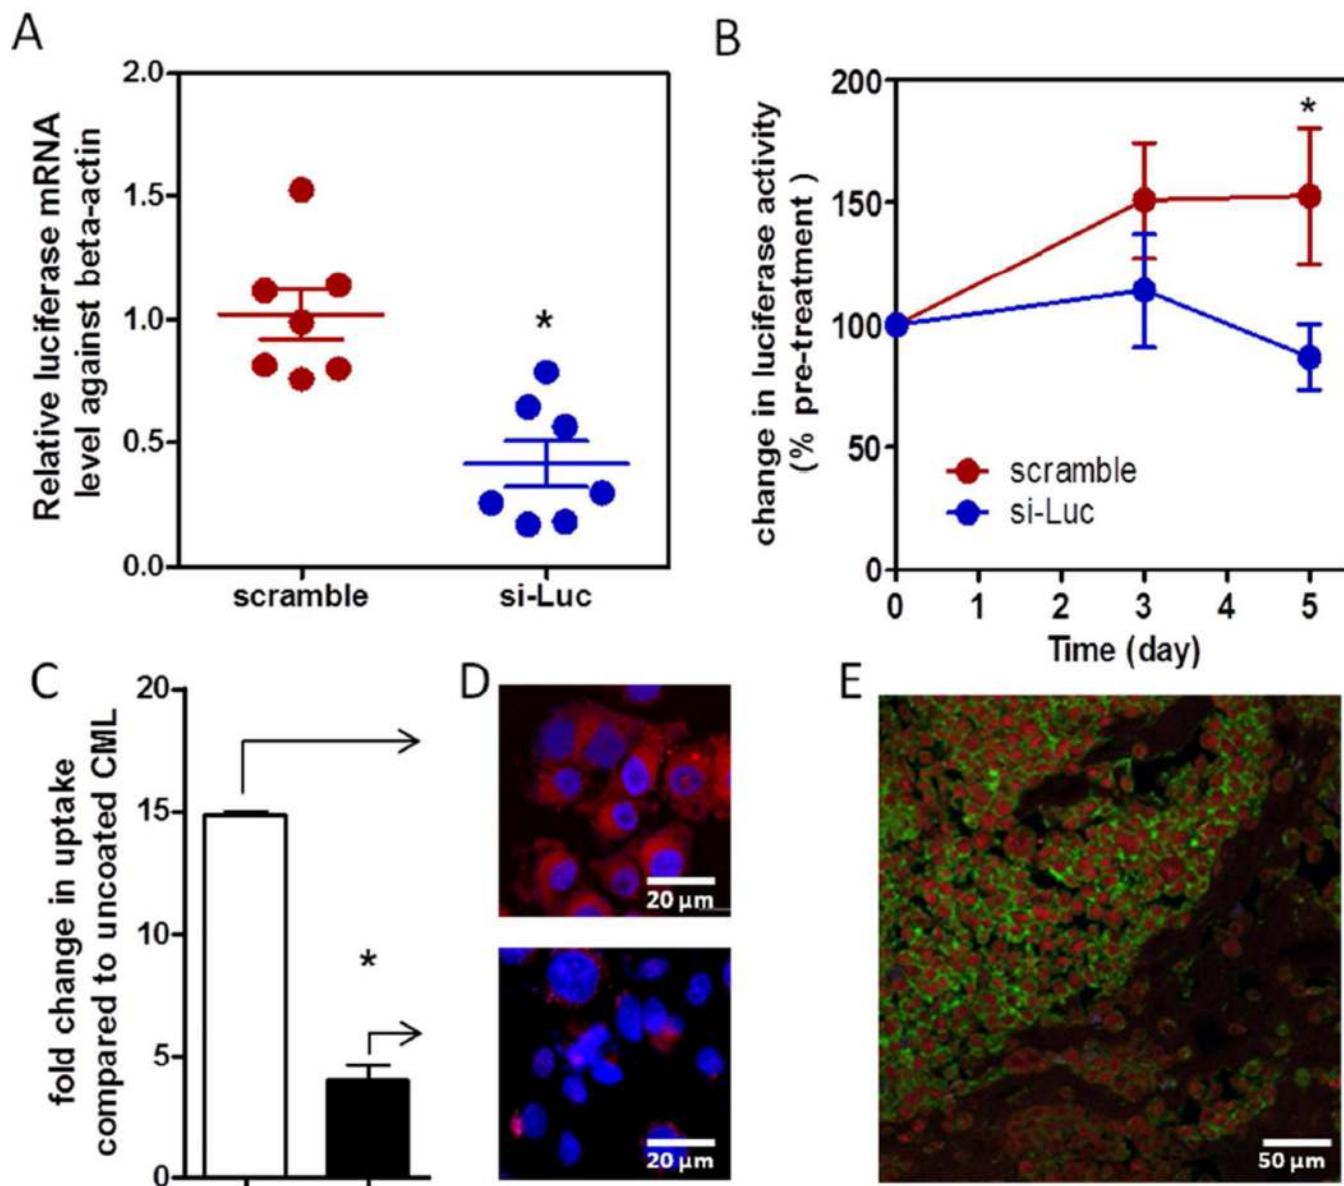 A
Relative luciferase mRNA
level against beta-actin
2.0
1.5
1.0
0.5
0.0
*
scramble
si-Luc
B
change in luciferase activity
(% pre-treatment )
200
150
100
50
0
*
scramble
si-Luc
0 1 2 3 4 5
Time (day)
C
fold change in uptake
compared to uncoated CML
20
15
10
5
0
*
D
20 µm
20 µm
E
50 µm